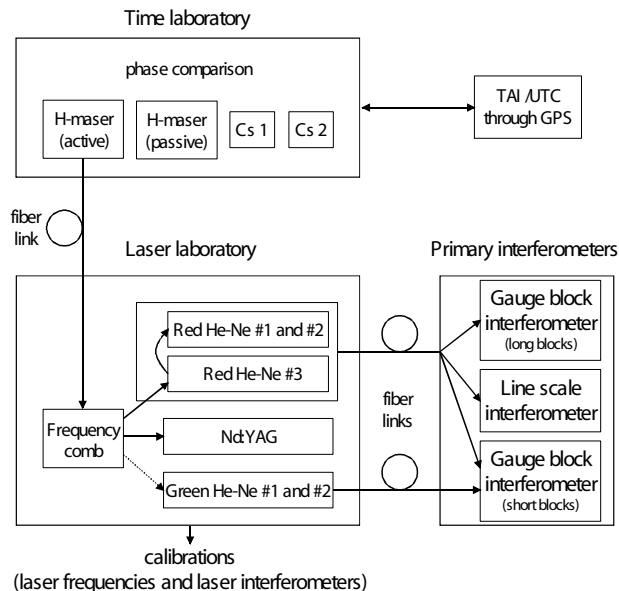 Time laboratory
phase comparison
H-maser
(active)
H-maser
(passive)
Cs 1
Cs 2
TAI /UTC
through GPS
fiber
link
Laser laboratory
Primary interferometers
Red He-Ne #1 and #2
Red He-Ne #3
Frequency
comb
Nd:YAG
Green He-Ne #1 and #2
fiber
links
Gauge block
interferometer
(long blocks)
Line scale
interferometer
Gauge block
interferometer
(short blocks)
calibrations
(laser frequencies and laser interferometers)